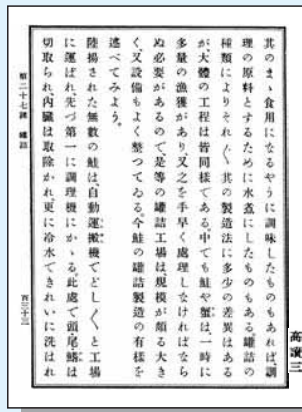 其のまゝ食用になるやうに調味したものもあれば、調
理の原料とするために水煮にしたものもある。罐詰の
種類によりそれ〲其の製造法に多少の差異はある
が、大體の工程は皆同樣である。中でも鮭や蟹は、一時に
多量の漁獲があり、又之を手早く處理しなければなら
ぬ必要があるので、是等の罐詰工場は、規模が頗る大き
く、又設備もよく整つてゐる。今鮭の罐詰製造の有樣を
述べてみよう。
陸揚された無數の鮭は、自動運搬機でどし〱と工場
に運ばれ、先づ第一に調理機にかゝる。此處で頭・尾・鰭は
切取られ、内臟は取除かれ、更に冷水できれいに洗はれ
第二十七課 罐詰
百三十三
高讀三